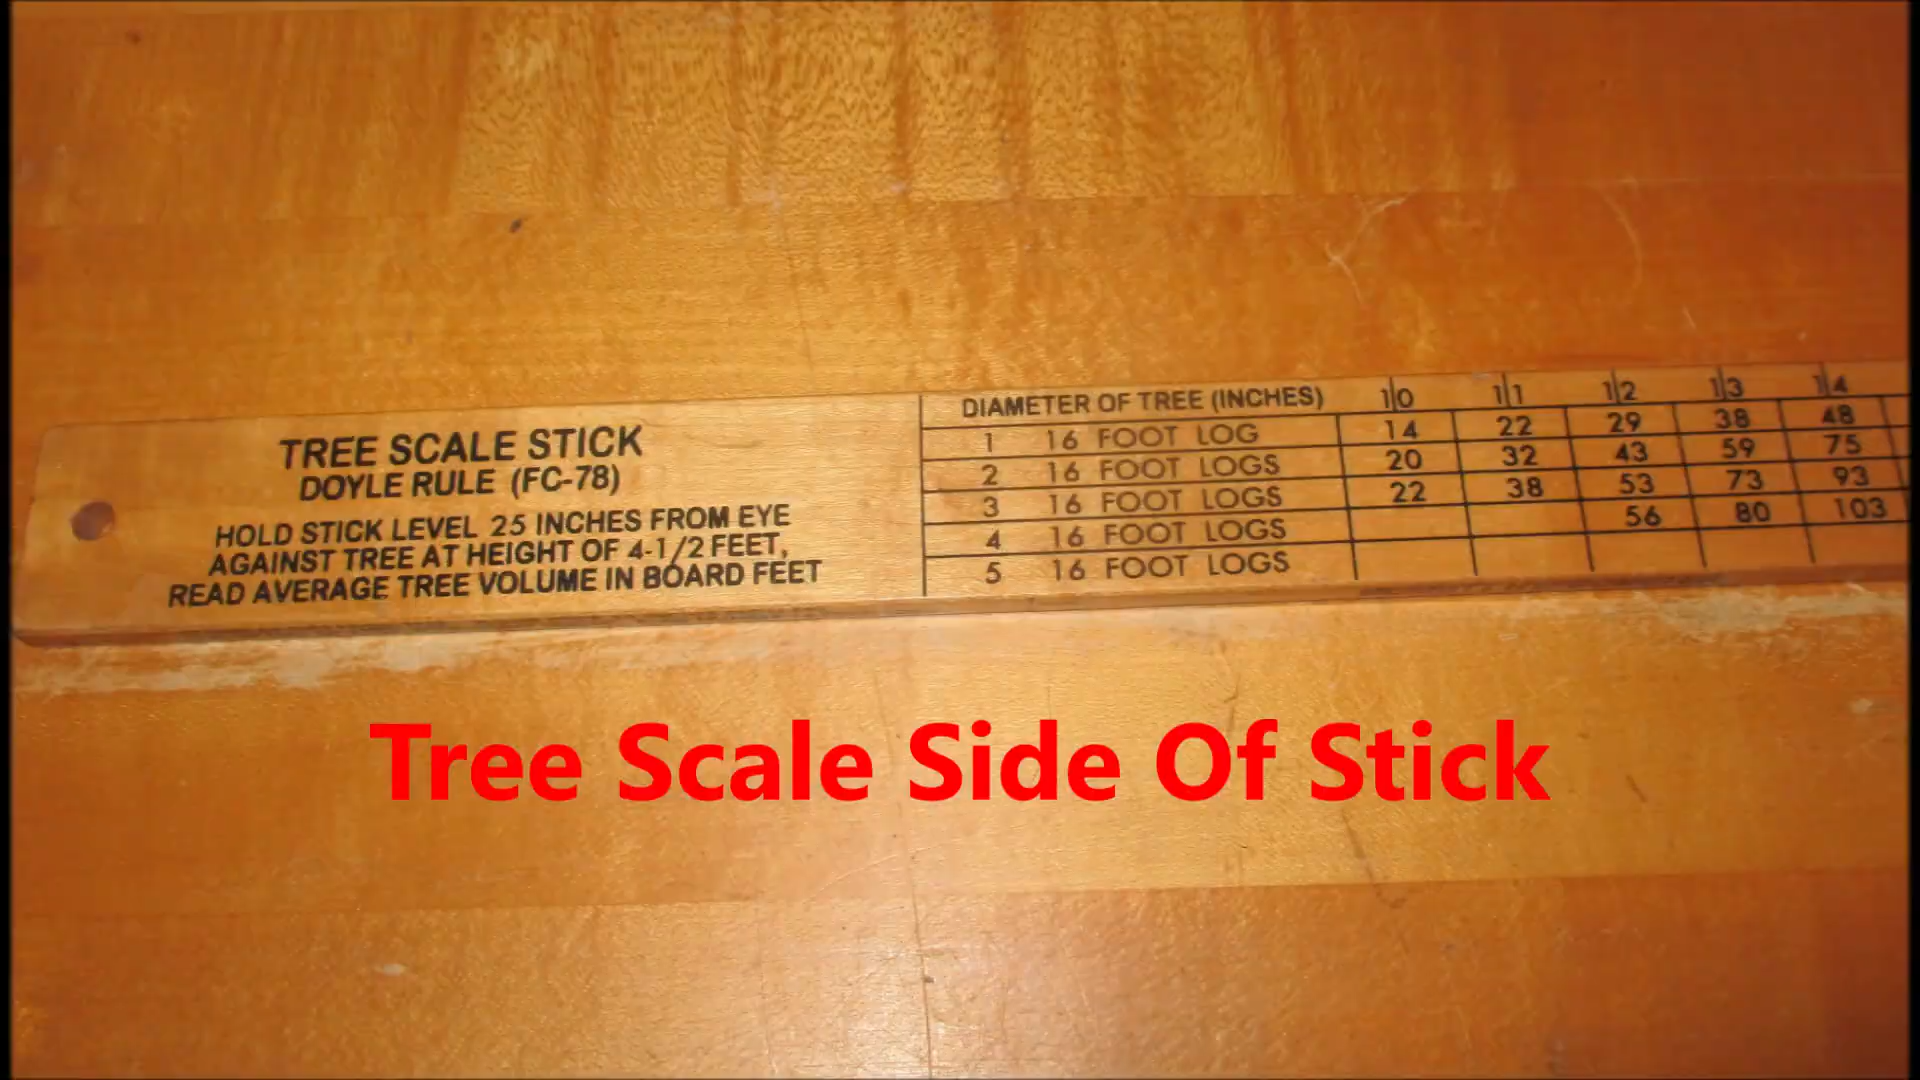 TREE SCALE STICK
DOYLE RULE (FC-78)
HOLD STICK LEVEL 25 INCHES FROM EYE
AGAINST TREE AT HEIGHT OF 4-1/2 FEET,
READ AVERAGE TREE VOLUME IN BOARD FEET
DIAMETER OF TREE (INCHES) 10 11 12 13 14
1 16 FOOT LOG 14 22 29 38 48
2 16 FOOT LOGS 20 32 43 59 75
3 16 FOOT LOGS 22 38 53 73 93
4 16 FOOT LOGS 56 80 103
5 16 FOOT LOGS
Tree Scale Side Of Stick